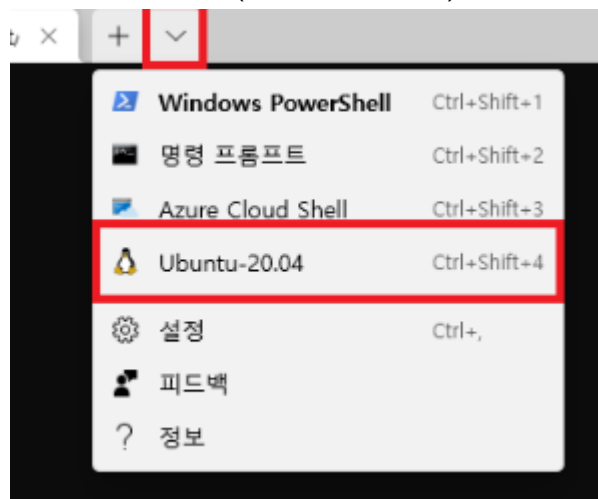 Windows PowerShell Ctrl+Shift+1
명령 프롬프트 Ctrl+Shift+2
Azure Cloud Shell Ctrl+Shift+3
Ubuntu-20.04 Ctrl+Shift+4
설정 Ctrl+,
피드백
? 정보